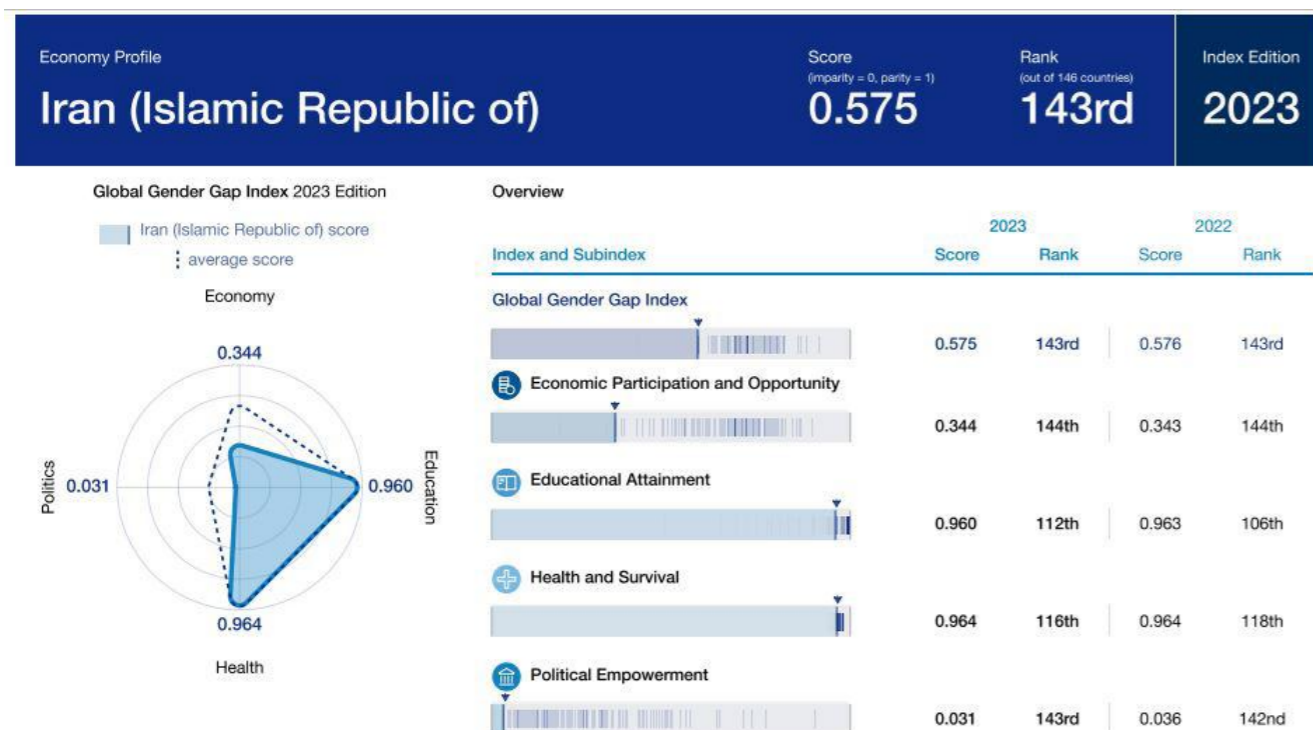 Economy Profile
Iran (Islamic Republic of)
Score
(imparity = 0, parity = 1)
0.575
Rank
(out of 146 countries)
143rd
Index Edition
2023
Global Gender Gap Index 2023 Edition
Iran (Islamic Republic of) score
average score
Economy
0.344
Politics
0.031
0.960
Education
0.964
Health
Overview
2023 2022
Index and Subindex Score Rank Score Rank
Global Gender Gap Index
0.575 143rd 0.576 143rd
Economic Participation and Opportunity
0.344 144th 0.343 144th
Educational Attainment
0.960 112th 0.963 106th
Health and Survival
0.964 116th 0.964 118th
Political Empowerment
0.031 143rd 0.036 142nd